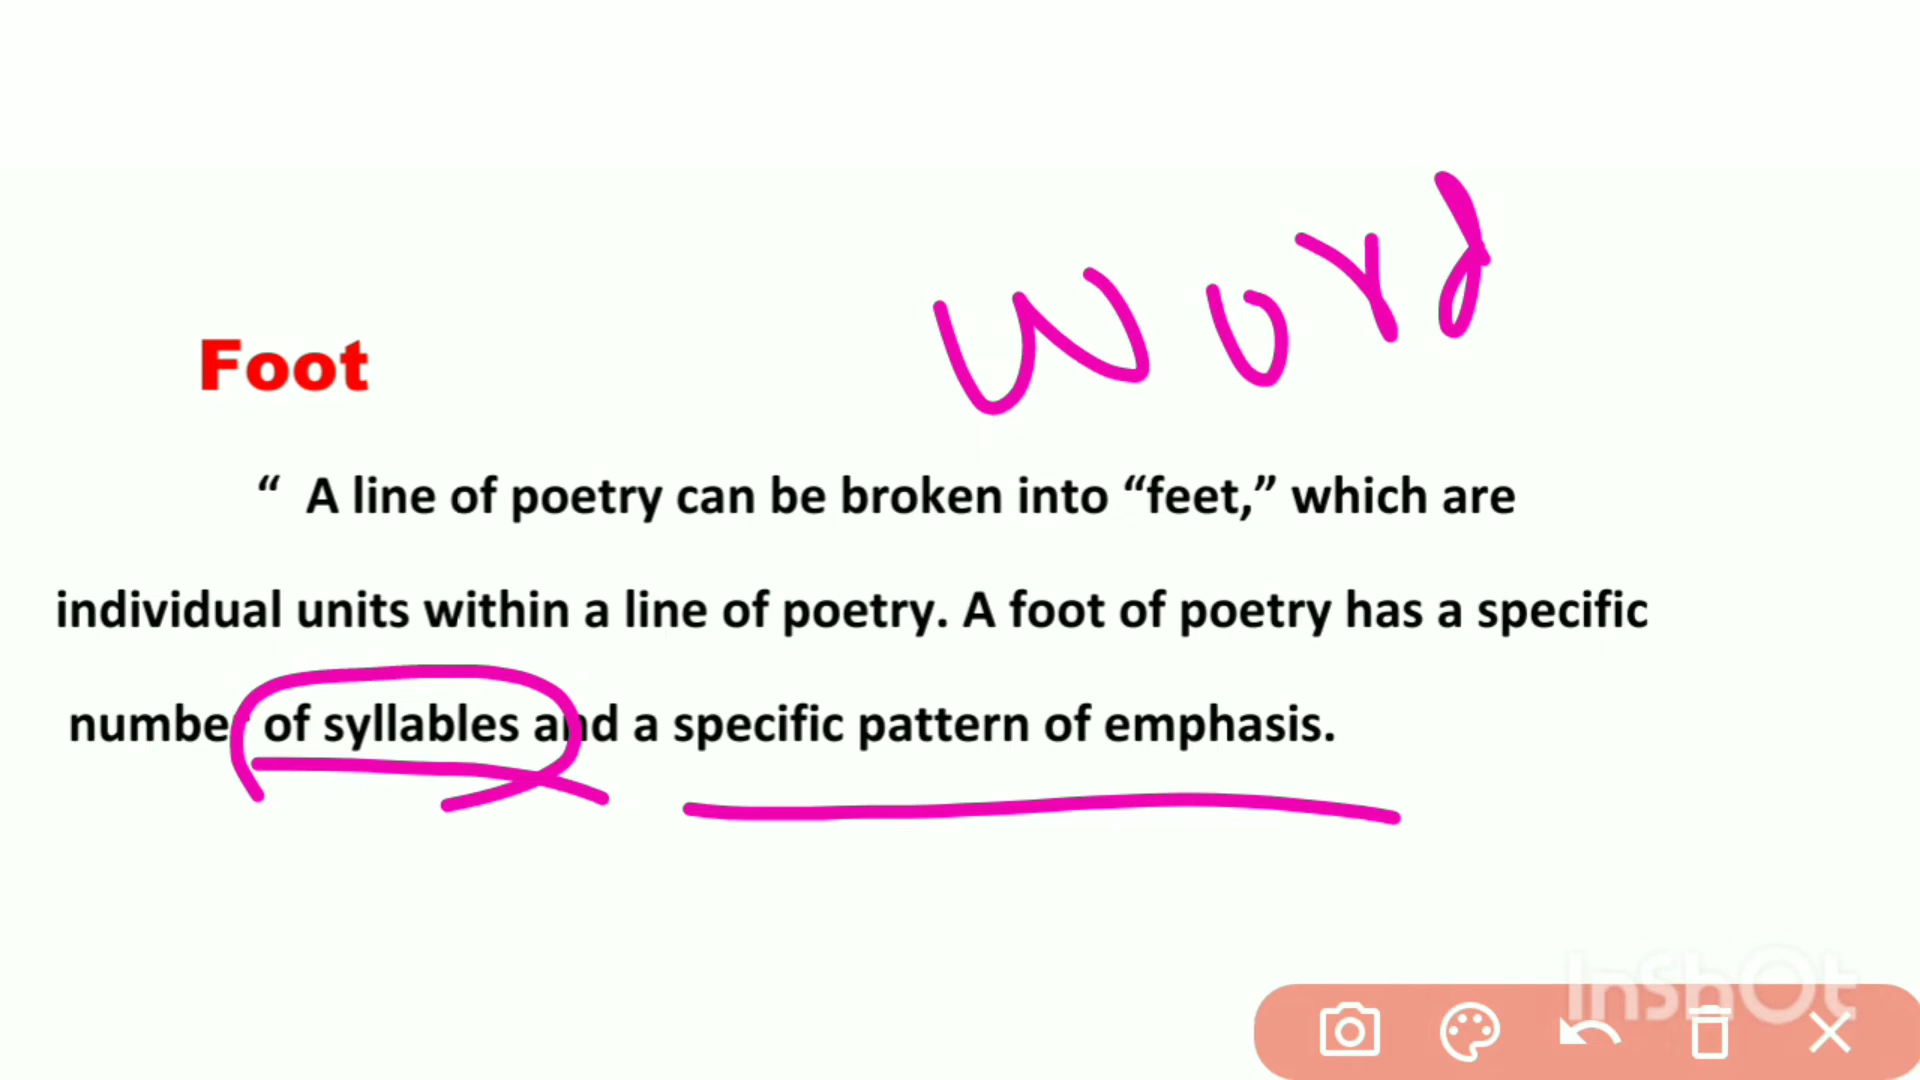 Word
Foot
“ A line of poetry can be broken into “feet,” which are
individual units within a line of poetry. A foot of poetry has a specific
number of syllables and a specific pattern of emphasis.
InShOt